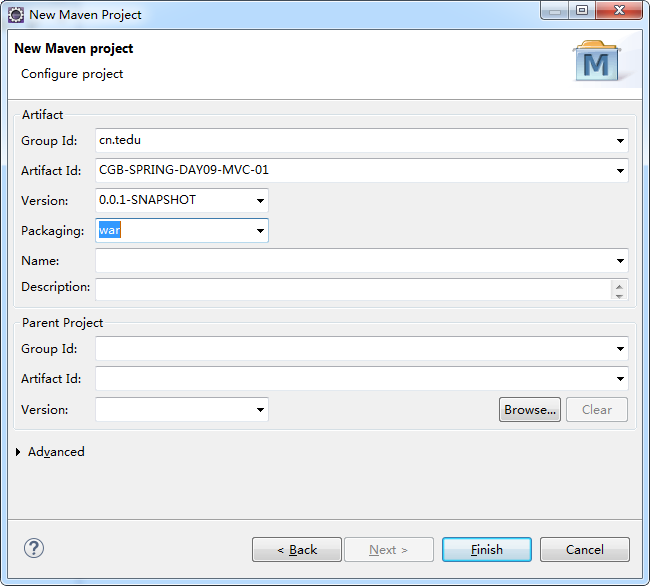 New Maven Project
New Maven project
Configure project
M
Artifact
Group Id: cn.tedu
Artifact Id: CGB-SPRING-DAY09-MVC-01
Version: 0.0.1-SNAPSHOT
Packaging: war
Name:
Description:
Parent Project
Group Id:
Artifact Id:
Version: Browse... Clear
Advanced
? < Back Next > Finish Cancel